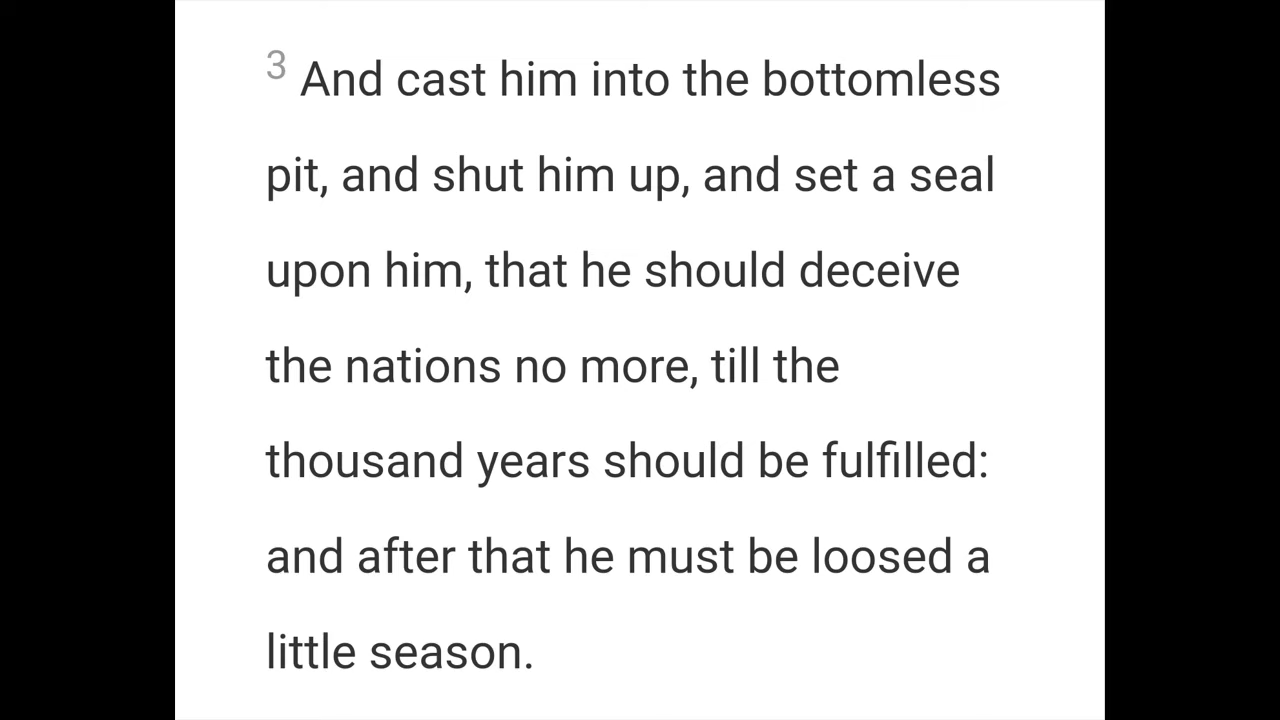 3 And cast him into the bottomless
pit, and shut him up, and set a seal
upon him, that he should deceive
the nations no more, till the
thousand years should be fulfilled:
and after that he must be loosed a
little season.